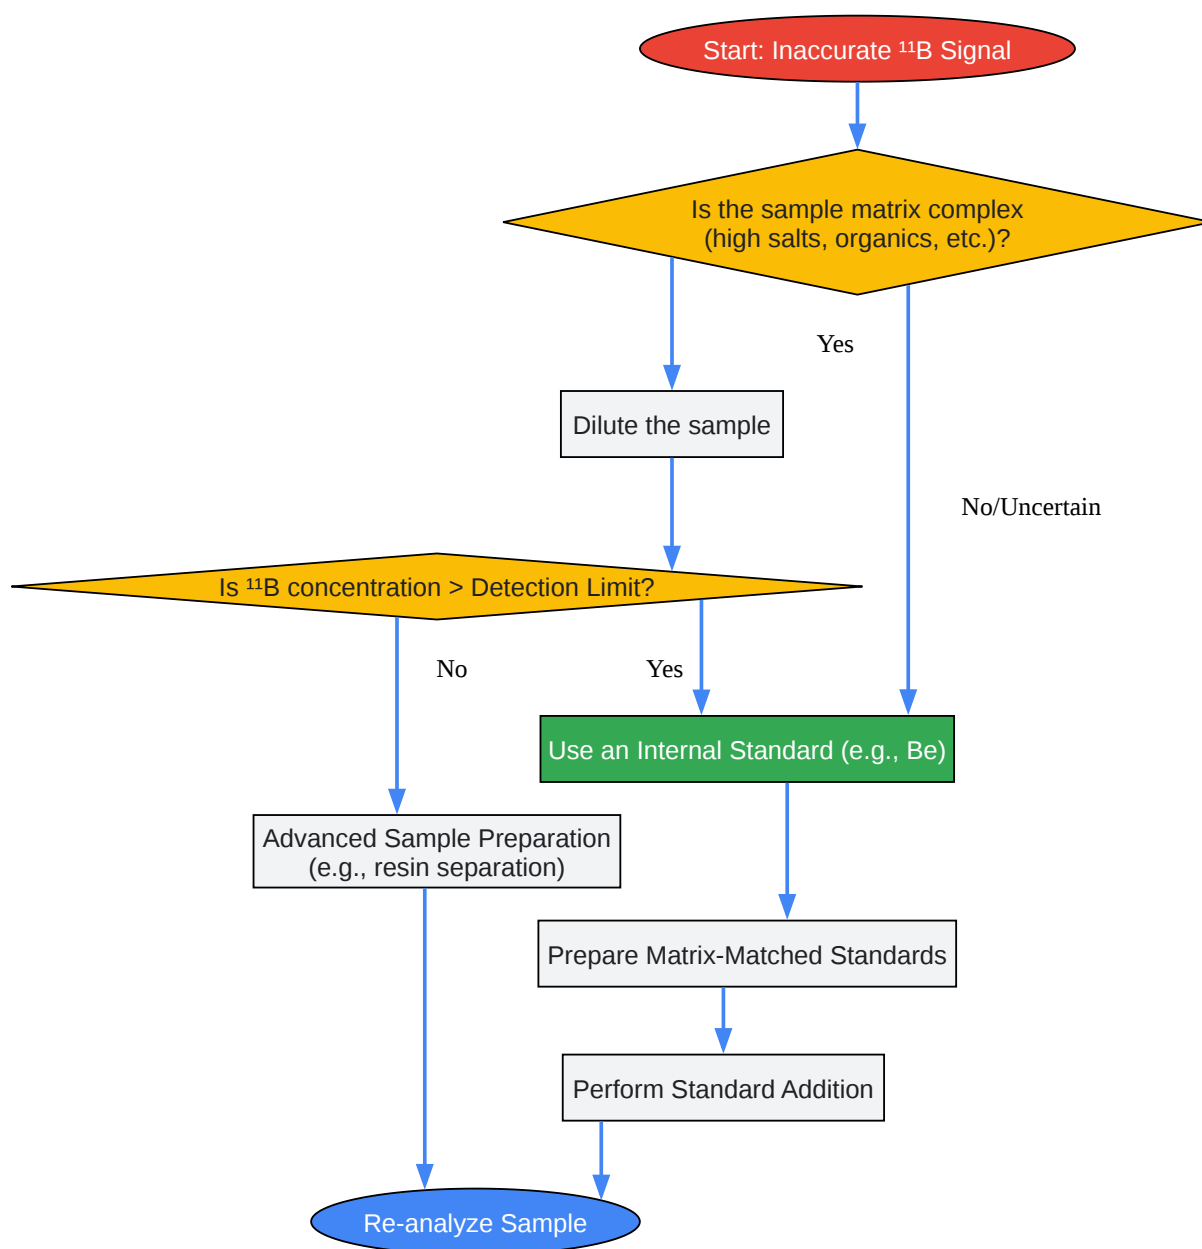 Start: Inaccurate ¹¹B Signal
Is the sample matrix complex
(high salts, organics, etc.)?
Yes
Dilute the sample
No/Uncertain
Is ¹¹B concentration > Detection Limit?
No
Yes
Use an Internal Standard (e.g., Be)
Advanced Sample Preparation
(e.g., resin separation)
Prepare Matrix-Matched Standards
Perform Standard Addition
Re-analyze Sample